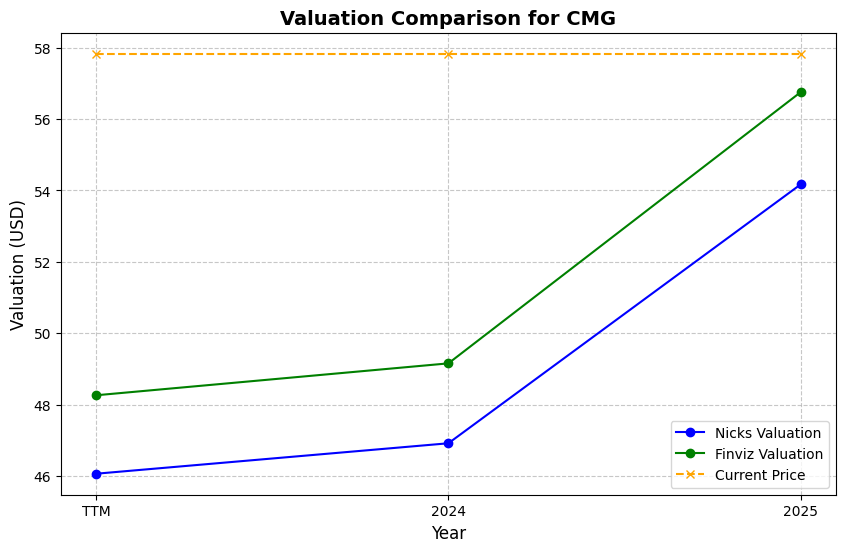 Valuation Comparison for CMG
58
56
54
52
50
48
46
Valuation (USD)
TTM
2024
2025
Year
Nicks Valuation
Finviz Valuation
Current Price